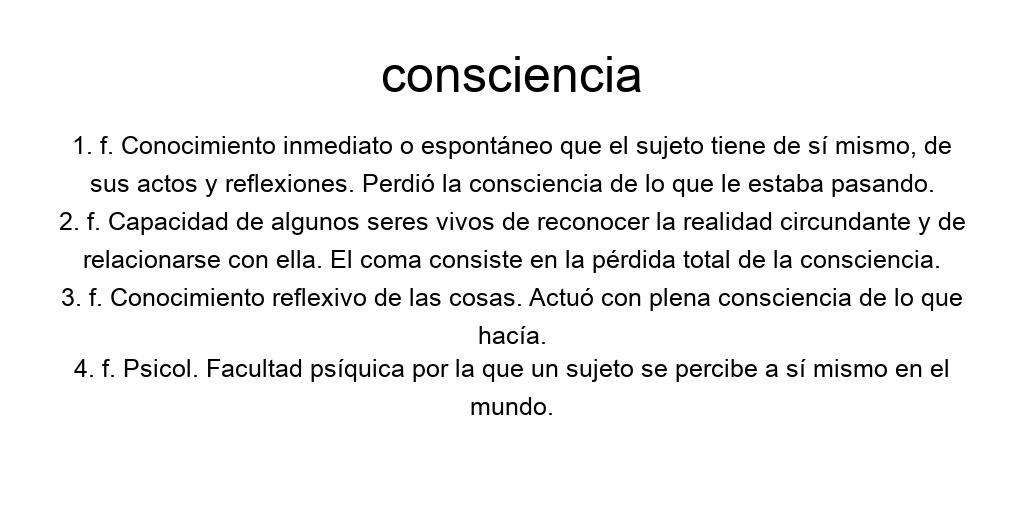 consciencia
1. f. Conocimiento inmediato o espontáneo que el sujeto tiene de sí mismo, de
sus actos y reflexiones. Perdió la consciencia de lo que le estaba pasando.
2. f. Capacidad de algunos seres vivos de reconocer la realidad circundante y de
relacionarse con ella. El coma consiste en la pérdida total de la consciencia.
3. f. Conocimiento reflexivo de las cosas. Actuó con plena consciencia de lo que
hacía.
4. f. Psicol. Facultad psíquica por la que un sujeto se percibe a sí mismo en el
mundo.